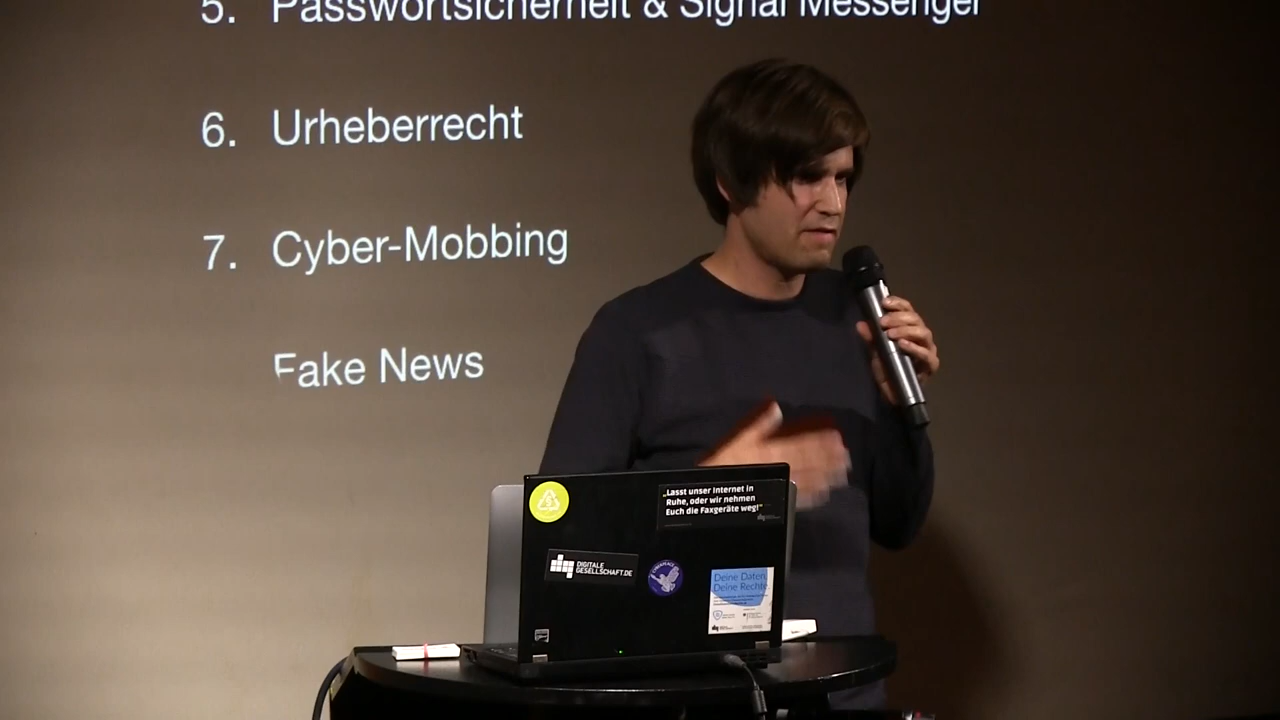 5. Passwortsicherheit & Signal Messenger
6. Urheberrecht
7. Cyber-Mobbing
Fake News
„Lasst unser Internet in
Ruhe, oder wir nehmen
Euch die Faxgeräte weg!"
DIGITALE
GESELLSCHAFT.DE
Deine Daten,
Deine Rechte.